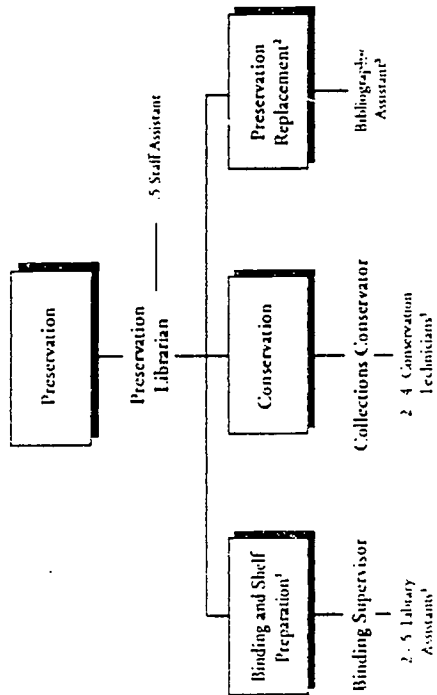 Preservation
Preservation
Librarian
.5 Staff Assistant
Binding and Shelf
Preparation¹
Binding Supervisor
2 - 5 Library
Assistants¹
Conservation
Collections Conservator
2 - 4 Conservation
Technicians¹
Preservation
Replacement²
Bibliographic
Assistant³